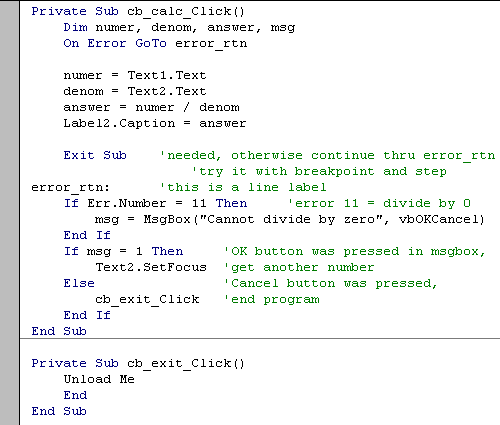 Private Sub cb_calc_Click()
    Dim numer, denom, answer, msg
    On Error GoTo error_rtn

    numer = Text1.Text
    denom = Text2.Text
    answer = numer / denom
    Label2.Caption = answer

    Exit Sub    'needed, otherwise continue thru error_rtn
                    'try it with breakpoint and step
error_rtn:      'this is a line label
    If Err.Number = 11 Then     'error 11 = divide by 0
        msg = MsgBox("Cannot divide by zero", vbOKCancel)
    End If
    If msg = 1 Then     'OK button was pressed in msgbox,
        Text2.SetFocus  'get another number
    Else                'Cancel button was pressed,
        cb_exit_Click   'end program
    End If
End Sub

Private Sub cb_exit_Click()
    Unload Me
    End
End Sub